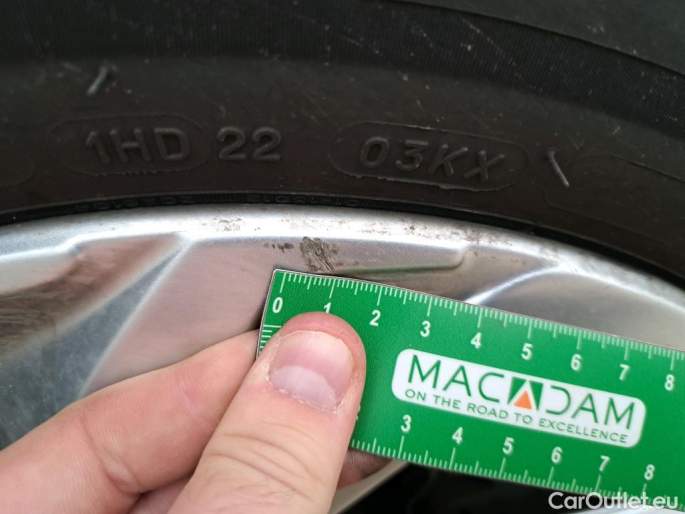 1HD 22 03KX
0 1 2 3 4 5 6 7 8
MACADAM
ON THE ROAD TO EXCELLENCE
3 4 5 6 7 8
CarOutlet.eu